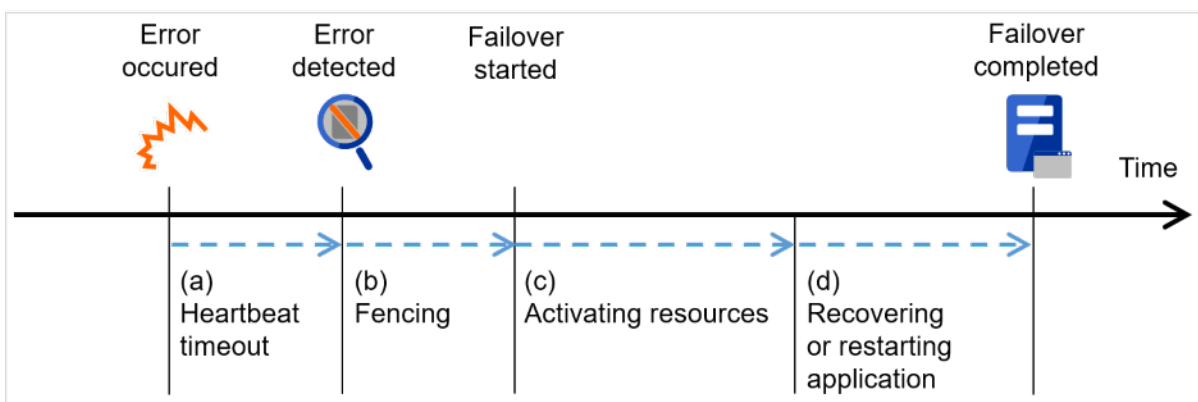 Error
occured
Error
detected
Failover
started
Failover
completed
Time
(a)
Heartbeat
timeout
(b)
Fencing
(c)
Activating resources
(d)
Recovering
or restarting
application